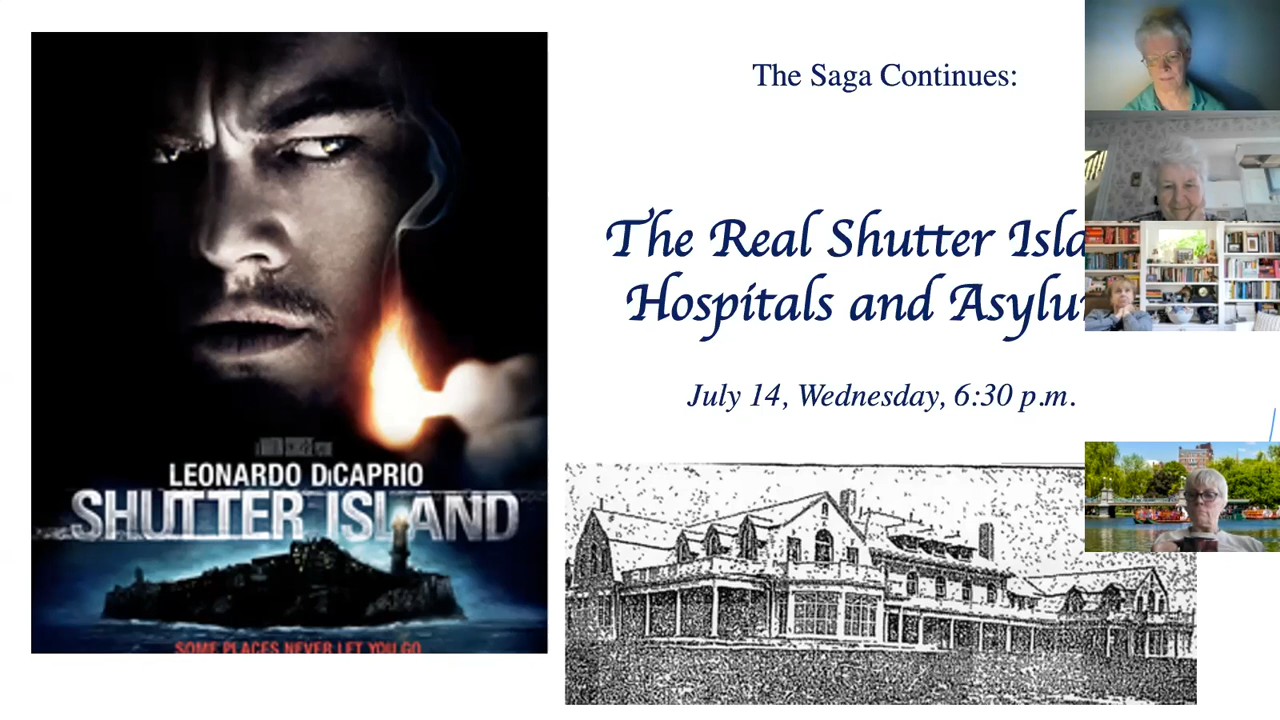 The Saga Continues:
The Real Shutter Isla
Hospitals and Asylu
July 14, Wednesday, 6:30 p.m.
LEONARDO DiCAPRIO
SHUTTER ISLAND
SOME PLACES NEVER LET YOU GO